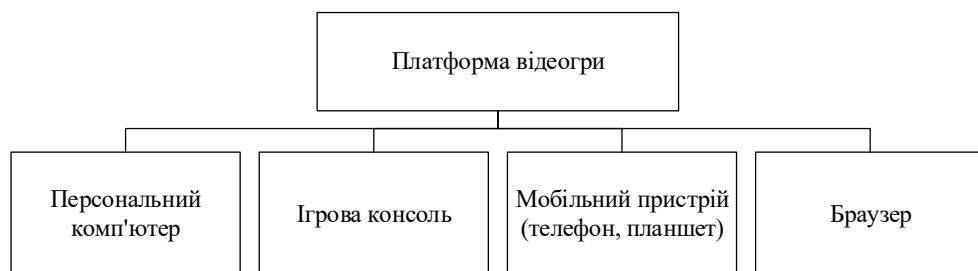 Платформа відеогри
Персональний
комп'ютер
Ігрова консоль
Мобільний пристрій
(телефон, планшет)
Браузер